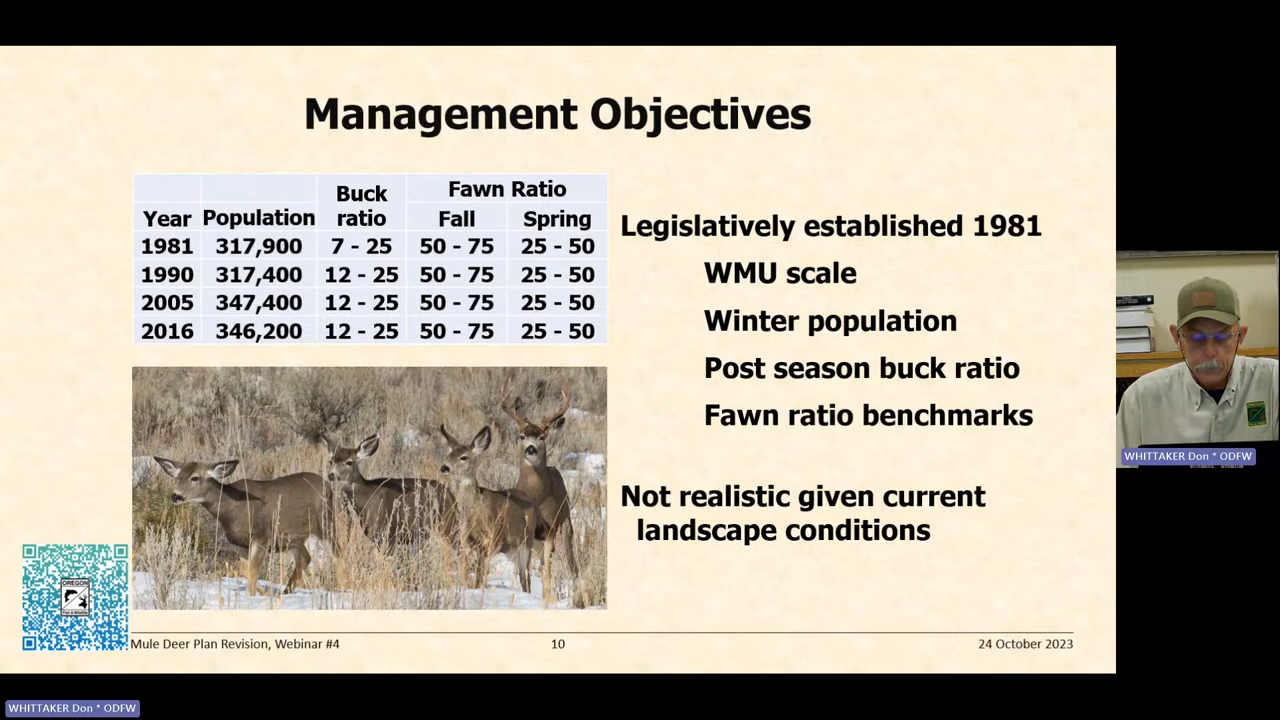 Management Objectives
Buck Fawn Ratio
Year Population ratio Fall Spring
1981 317,900 7 - 25 50 - 75 25 - 50
1990 317,400 12 - 25 50 - 75 25 - 50
2005 347,400 12 - 25 50 - 75 25 - 50
2016 346,200 12 - 25 50 - 75 25 - 50
Legislatively established 1981
WMU scale
Winter population
Post season buck ratio
Fawn ratio benchmarks
Not realistic given current
landscape conditions
OREGON
Fish & Wildlife
Mule Deer Plan Revision, Webinar #4 10 24 October 2023
WHITTAKER Don * ODFW
WHITTAKER Don * ODFW